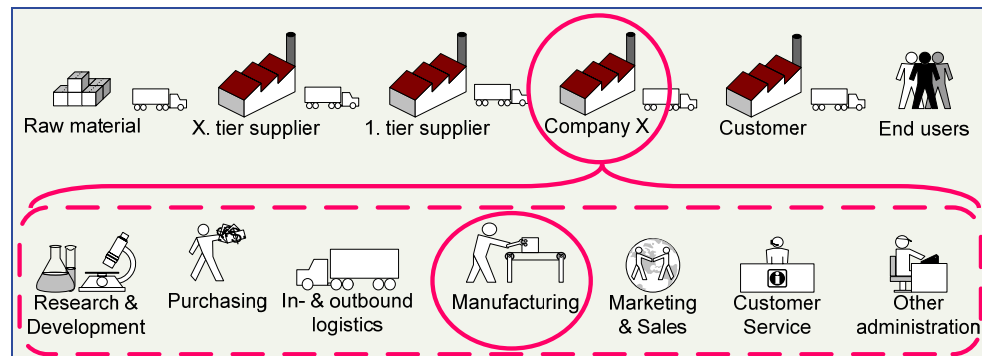 Raw material
X. tier supplier
1. tier supplier
Company X
Customer
End users
Research &
Development
Purchasing
In- & outbound
logistics
Manufacturing
Marketing
& Sales
Customer
Service
Other
administration